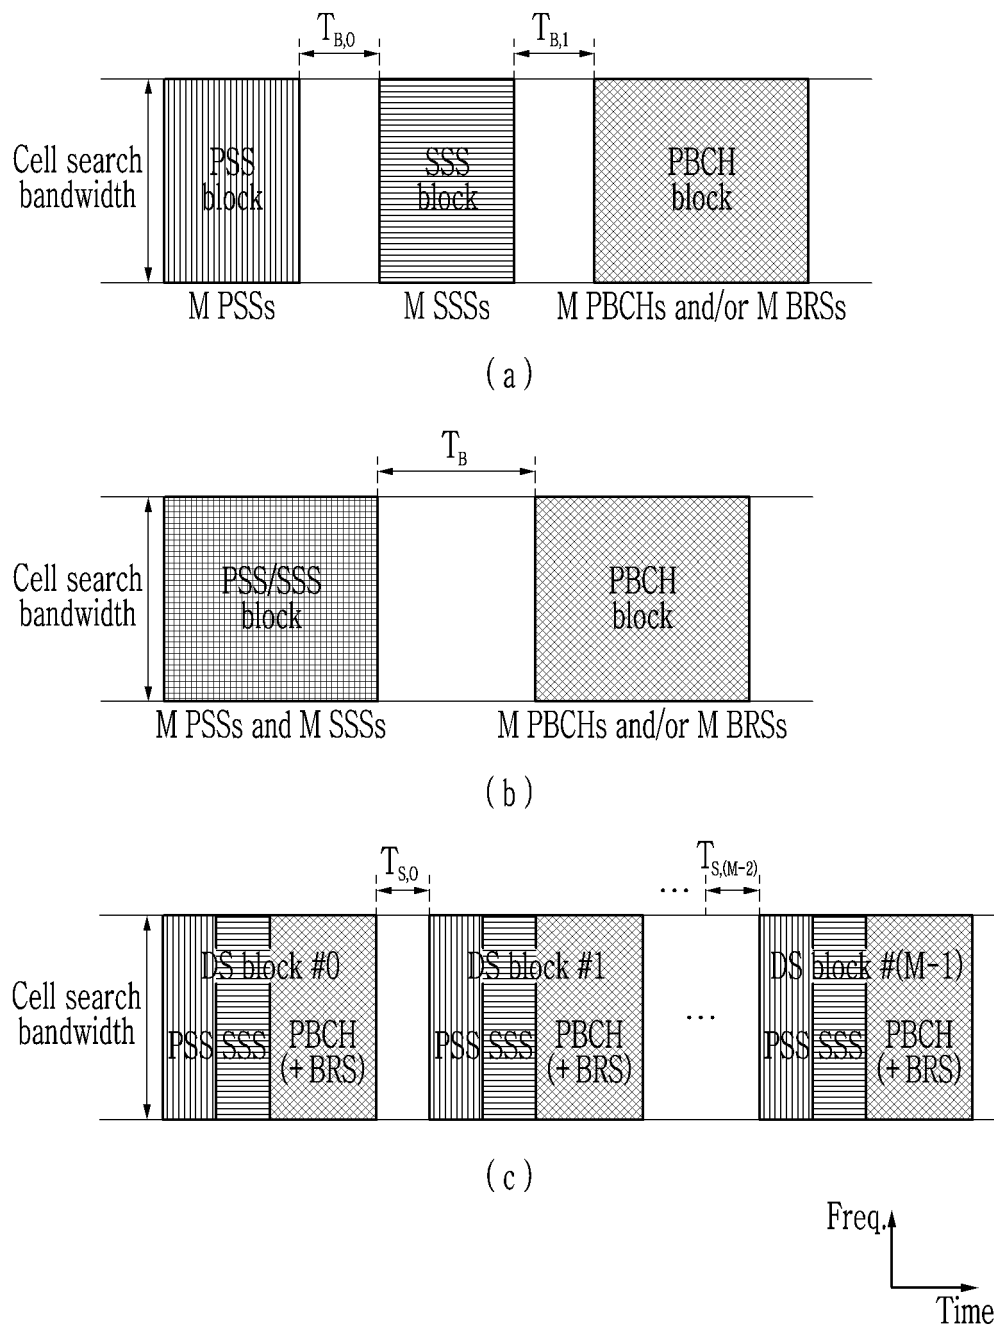 T_B,0 T_B,1
Cell search
bandwidth
PSS
block
SSS
block
PBCH
block
M PSSs M SSSs M PBCHs and/or M BRSs
( a )
T_B
Cell search
bandwidth
PSS/SSS
block
PBCH
block
M PSSs and M SSSs M PBCHs and/or M BRSs
( b )
T_S,0 ... T_S,(M-2)
Cell search
bandwidth
DS block #0 DS block #1 DS block #(M-1)
...
PSS SSS PBCH
(+ BRS)
PSS SSS PBCH
(+ BRS)
PSS SSS PBCH
(+ BRS)
( c )
Freq.
Time